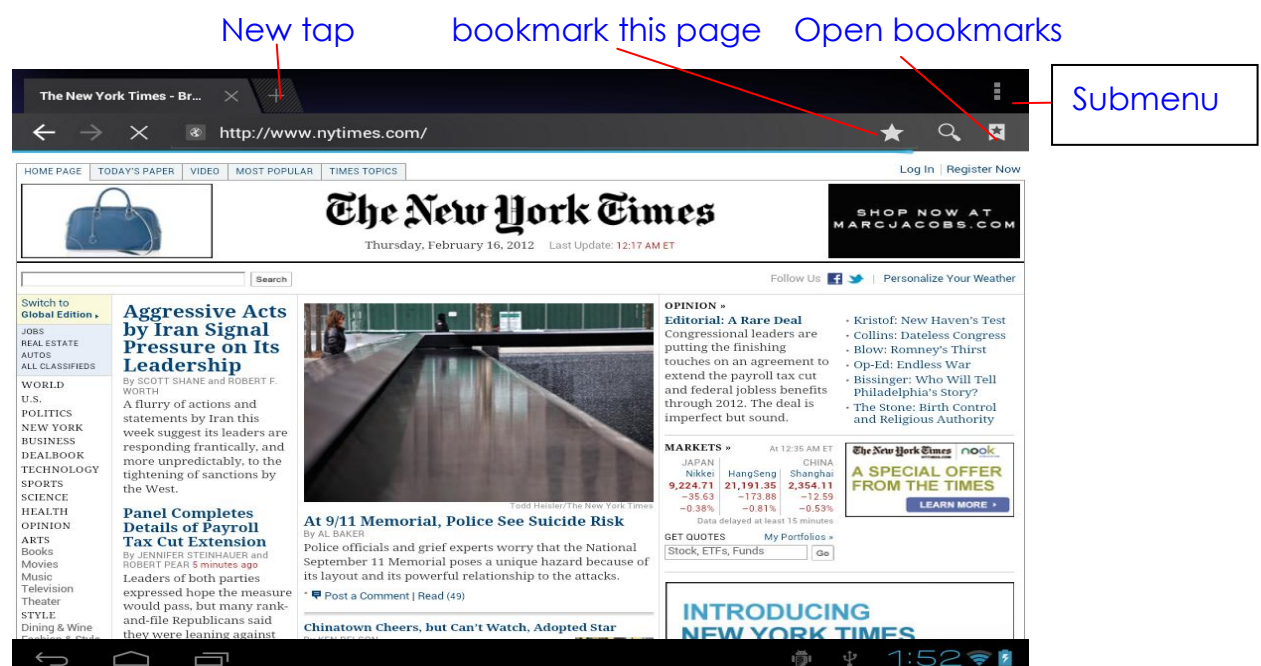 New tap
bookmark this page
Open bookmarks
Submenu
The New York Times - Br...
http://www.nytimes.com/
HOME PAGE
TODAY'S PAPER
VIDEO
MOST POPULAR
TIMES TOPICS
Log In | Register Now
The New York Times
Thursday, February 16, 2012 Last Update: 12:17 AM ET
SHOP NOW AT
MARCJACOBS.COM
Search
Follow Us
Personalize Your Weather
Switch to
Global Edition
JOBS
REAL ESTATE
AUTOS
ALL CLASSIFIEDS
WORLD
U.S.
POLITICS
NEW YORK
BUSINESS
DEALBOOK
TECHNOLOGY
SPORTS
SCIENCE
HEALTH
OPINION
ARTS
Books
Movies
Music
Television
Theater
STYLE
Dining & Wine
Fashion & Style
Aggressive Acts
by Iran Signal
Pressure on Its
Leadership
By SCOTT SHANE and ROBERT F.
WORTH
A flurry of actions and
statements by Iran this
week suggest its leaders are
responding frantically, and
more unpredictably, to the
tightening of sanctions by
the West.
Panel Completes
Details of Payroll
Tax Cut Extension
By JENNIFER STEINHAUER and
ROBERT PEAR 5 minutes ago
Leaders of both parties
expressed hope the measure
would pass, but many rank-
and-file Republicans said
they were leaning against
Todd Heisler/The New York Times
At 9/11 Memorial, Police See Suicide Risk
By AL BAKER
Police officials and grief experts worry that the National
September 11 Memorial poses a unique hazard because of
its layout and its powerful relationship to the attacks.
Post a Comment | Read (49)
Chinatown Cheers, but Can't Watch, Adopted Star
By KEN BELSON
OPINION »
Editorial: A Rare Deal
Congressional leaders are
putting the finishing
touches on an agreement to
extend the payroll tax cut
and federal jobless benefits
through 2012. The deal is
imperfect but sound.
• Kristof: New Haven's Test
• Collins: Dateless Congress
• Blow: Romney's Thirst
• Op-Ed: Endless War
• Bissinger: Who Will Tell
Philadelphia's Story?
• The Stone: Birth Control
and Religious Authority
MARKETS » At 12:35 AM ET
JAPAN CHINA
Nikkei HangSeng Shanghai
9,224.71 21,191.35 2,354.11
−35.63 −173.88 −12.59
−0.38% −0.81% −0.53%
Data delayed at least 15 minutes
GET QUOTES My Portfolios »
Stock, ETFs, Funds Go
The New York Times nook
A SPECIAL OFFER
FROM THE TIMES
LEARN MORE
INTRODUCING
NEW YORK TIMES
1:52